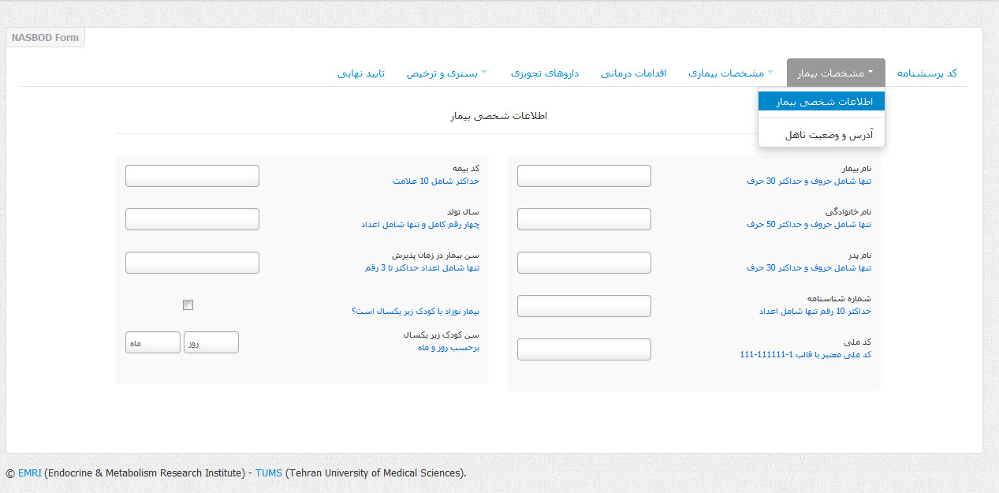 NASBOD Form
کد پرسشنامه
مشخصات بیمار
مشخصات بیماری
اقدامات درمانی
داروهای تجویزی
بستری و ترخیص
تایید نهایی
اطلاعات شخصی بیمار
آدرس و وضعیت تاهل
اطلاعات شخصی بیمار
نام بیمار
تنها شامل حروف و حداکثر 30 حرف
نام خانوادگی
تنها شامل حروف و حداکثر 50 حرف
نام پدر
تنها شامل حروف و حداکثر 30 حرف
شماره شناسنامه
حداکثر 10 رقم تنها شامل اعداد
کد ملی
کد ملی معتبر با قالب 1-111111-111
کد بیمه
حداکثر شامل 10 علامت
سال تولد
چهار رقم کامل و تنها شامل اعداد
سن بیمار در زمان پذیرش
تنها شامل اعداد حداکثر تا 3 رقم
بیمار نوزاد یا کودک زیر یکسال است؟
سن کودک زیر یکسال
برحسب روز و ماه
روز
ماه
© EMRI (Endocrine & Metabolism Research Institute) - TUMS (Tehran University of Medical Sciences).